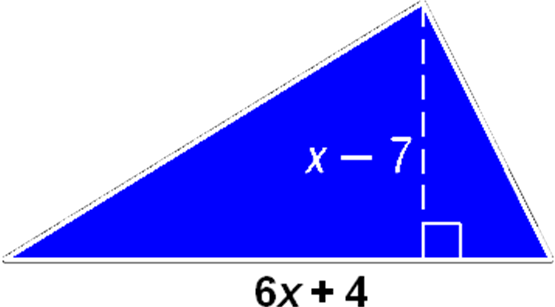 x – 7
6x + 4